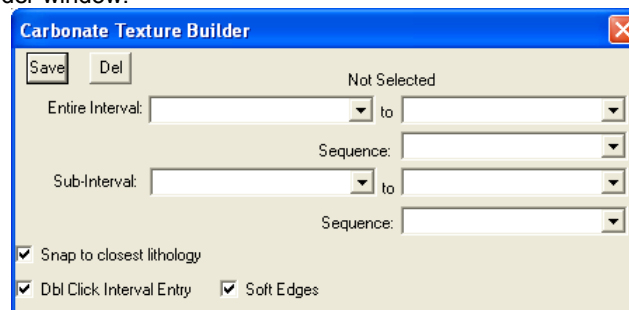 Carbonate Texture Builder
Save Del
Not Selected
Entire Interval: to
Sequence:
Sub-Interval: to
Sequence:
Snap to closest lithology
Dbl Click Interval Entry Soft Edges